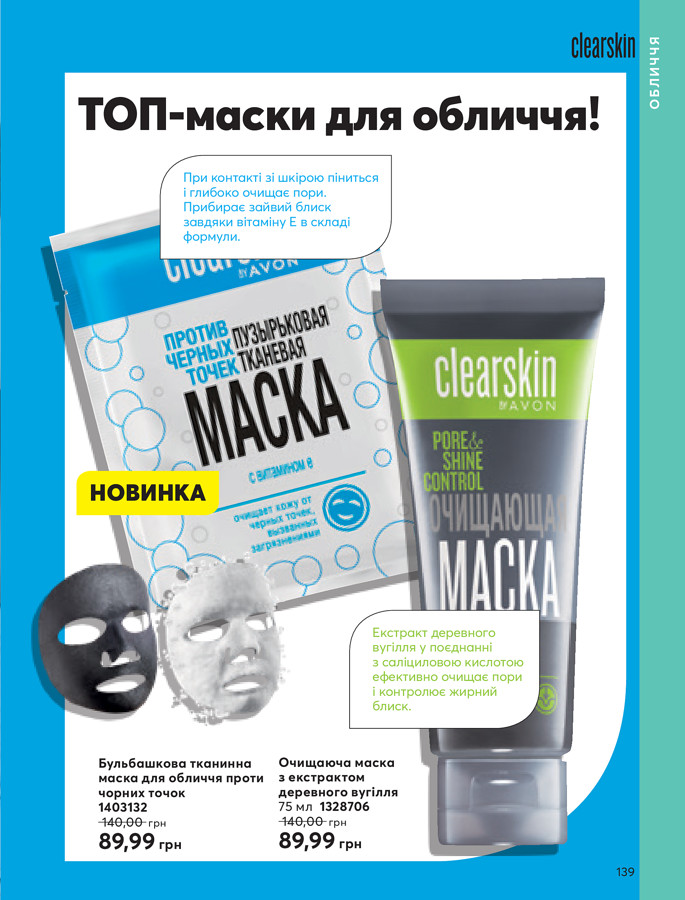 clearskin
ОБЛИЧЧЯ
ТОП-маски для обличчя!
При контакті зі шкірою піниться
і глибоко очищає пори.
Прибирає зайвий блиск
завдяки вітаміну Е в складі
формули.
clearskin
BY AVON
ПРОТИВ
ЧЕРНЫХ
ТОЧЕК
ПУЗЫРЬКОВАЯ
ТКАНЕВАЯ
МАСКА
с витамином е
очищает кожу от
черных точек,
вызванных
загрязнениями
НОВИНКА
clearskin
BY AVON
PORE &
SHINE
CONTROL
ОЧИЩАЮЩАЯ
МАСКА
Екстракт деревного
вугілля у поєднанні
з саліциловою кислотою
ефективно очищає пори
і контролює жирний
блиск.
Бульбашкова тканинна
маска для обличчя проти
чорних точок
1403132
140,00 грн
89,99 грн
Очищаюча маска
з екстрактом
деревного вугілля
75 мл 1328706
140,00 грн
89,99 грн
139